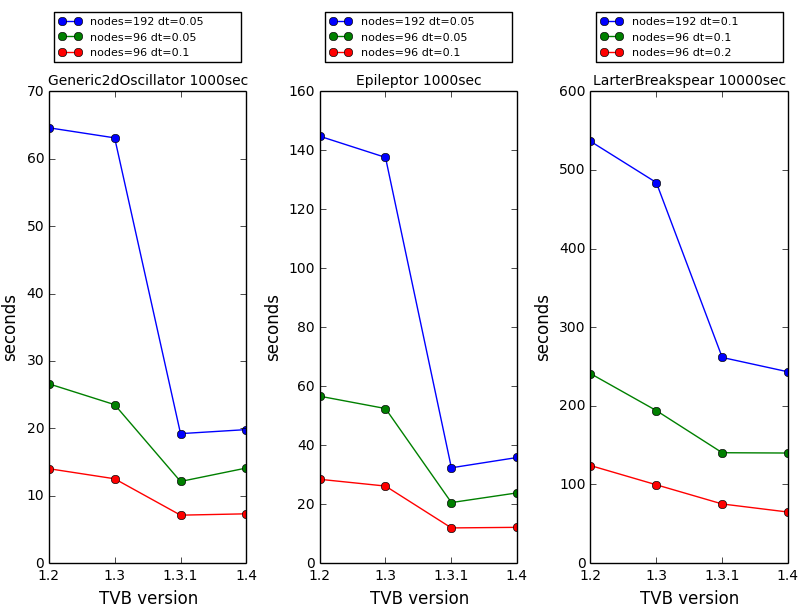 nodes=192 dt=0.05
nodes=96 dt=0.05
nodes=96 dt=0.1
Generic2dOscillator 1000sec
70
60
50
40
30
20
10
0
1.2 1.3 1.3.1 1.4
seconds
TVB version
nodes=192 dt=0.05
nodes=96 dt=0.05
nodes=96 dt=0.1
Epileptor 1000sec
160
140
120
100
80
60
40
20
0
1.2 1.3 1.3.1 1.4
seconds
TVB version
nodes=192 dt=0.1
nodes=96 dt=0.1
nodes=96 dt=0.2
LarterBreakspear 10000sec
600
500
400
300
200
100
0
1.2 1.3 1.3.1 1.4
seconds
TVB version